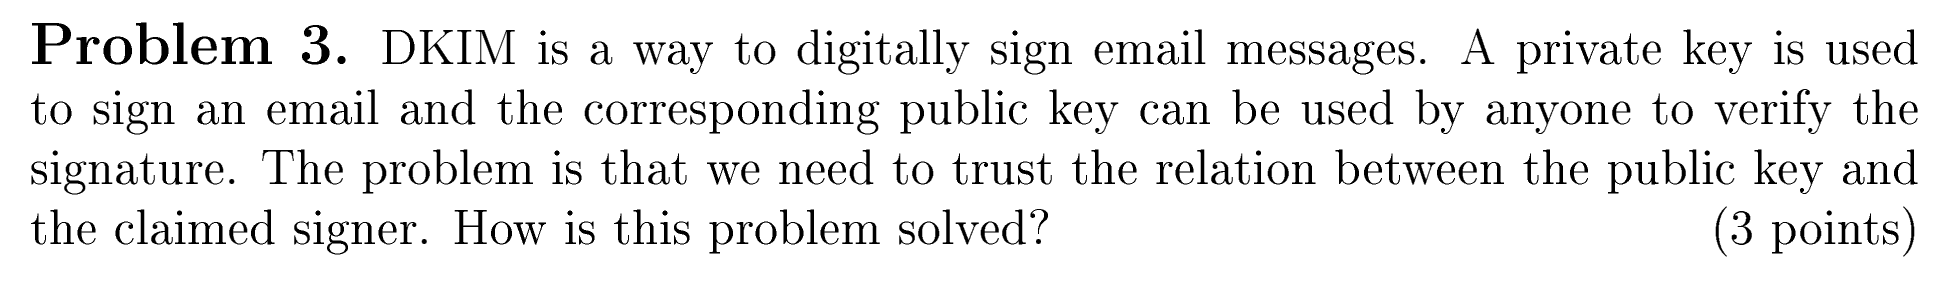 Problem 3. DKIM is a way to digitally sign email messages. A private key is used
to sign an email and the corresponding public key can be used by anyone to verify the
signature. The problem is that we need to trust the relation between the public key and
the claimed signer. How is this problem solved? (3 points)